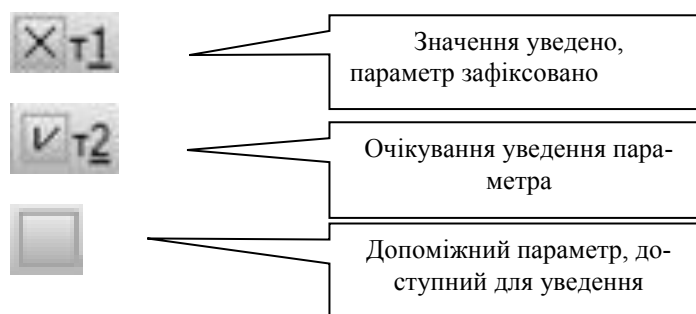 т1
Значення уведено,
параметр зафіксовано
т2
Очікування уведення пара-
метра
Допоміжний параметр, до-
ступний для уведення